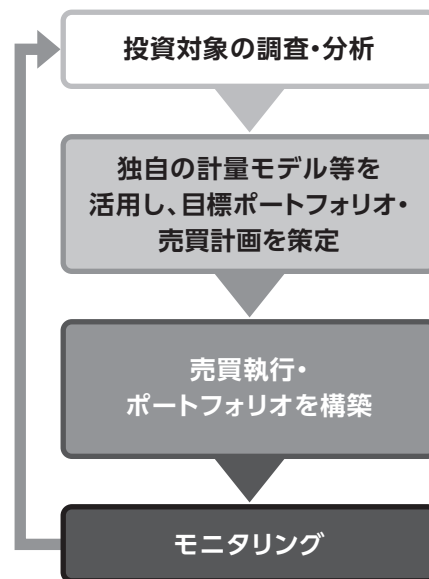 投資対象の調査・分析
独自の計量モデル等を
活用し、目標ポートフォリオ・
売買計画を策定
売買執行・
ポートフォリオを構築
モニタリング